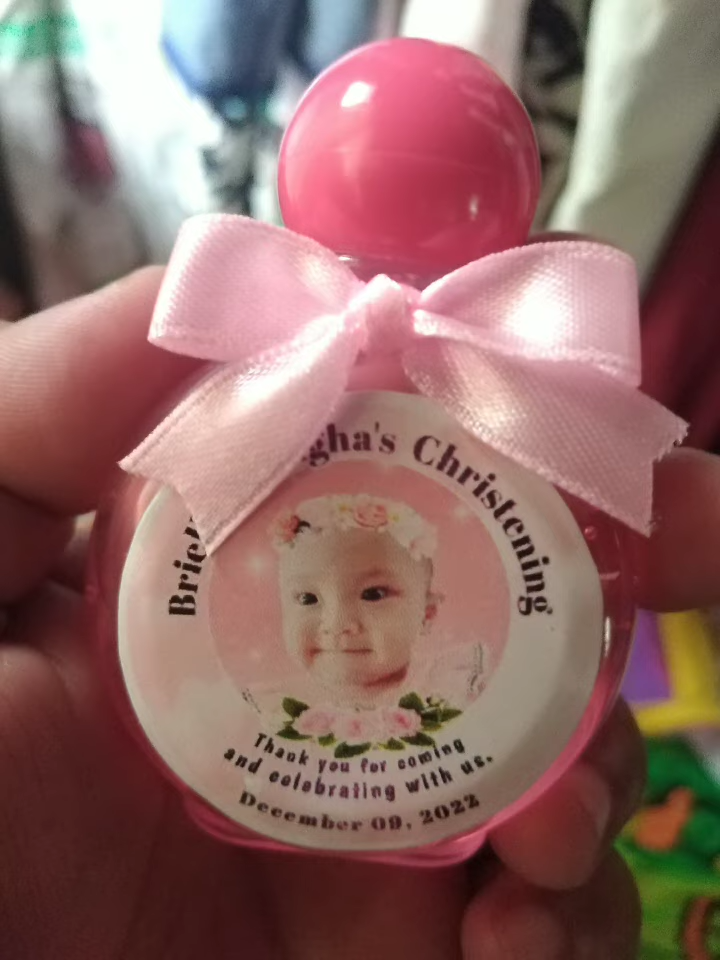 Christening
Thank you for coming
and celebrating with us.
December 09, 2022